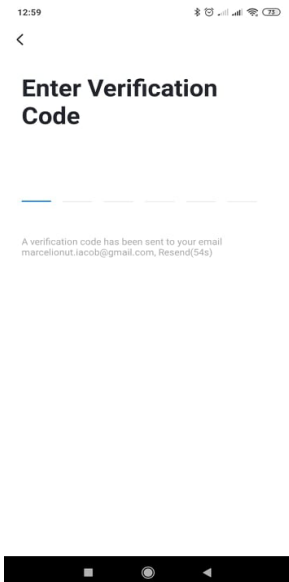 12:59
72
Enter Verification
Code
A verification code has been sent to your email
marcelionut.iacob@gmail.com, Resend(54s)